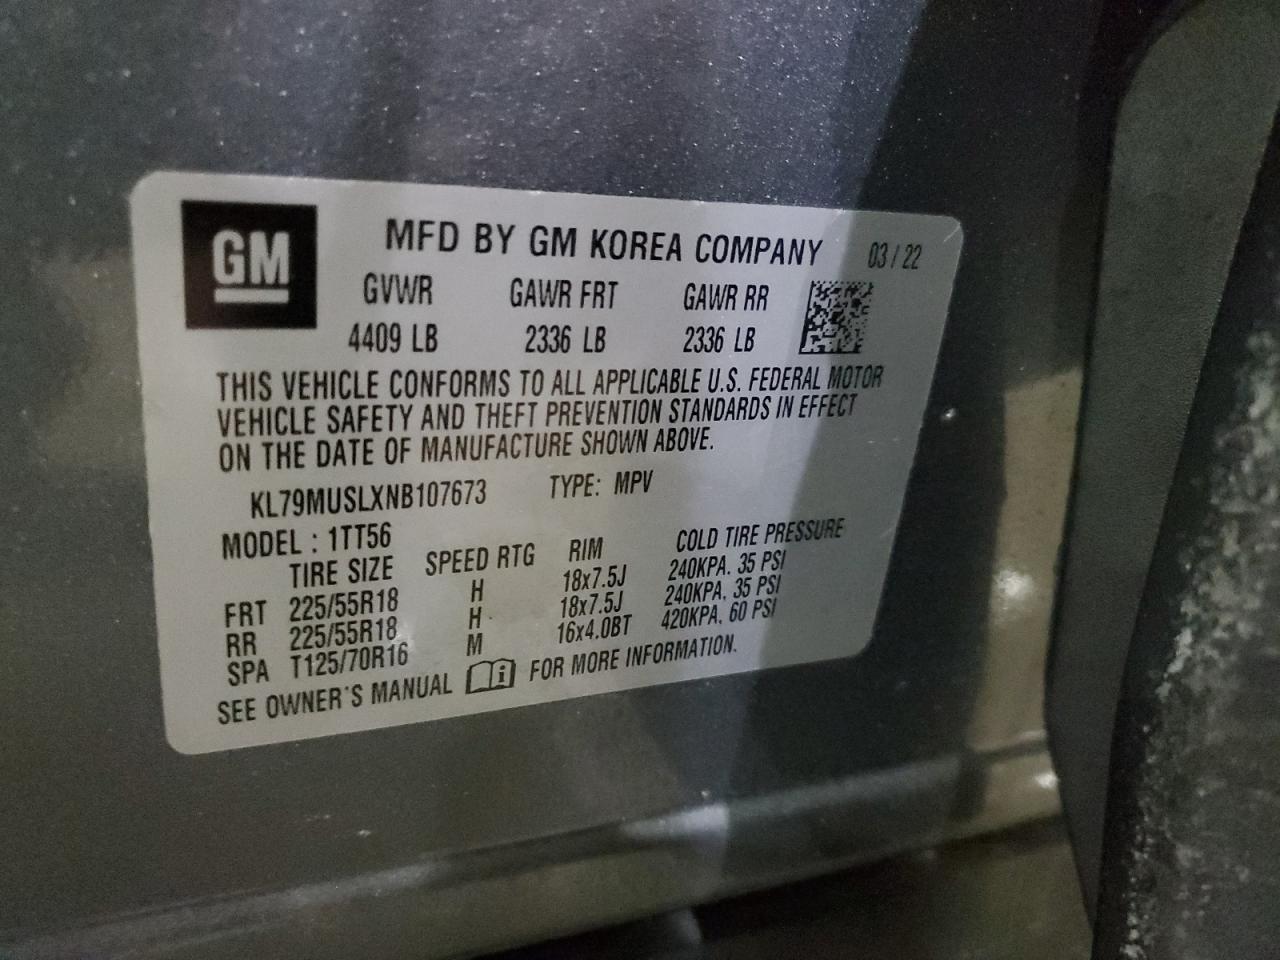 GM
MFD BY GM KOREA COMPANY 03 / 22
GVWR GAWR FRT GAWR RR
4409 LB 2336 LB 2336 LB
THIS VEHICLE CONFORMS TO ALL APPLICABLE U.S. FEDERAL MOTOR
VEHICLE SAFETY AND THEFT PREVENTION STANDARDS IN EFFECT
ON THE DATE OF MANUFACTURE SHOWN ABOVE.
KL79MUSLXNB107673 TYPE: MPV
MODEL : 1TT56
TIRE SIZE SPEED RTG RIM COLD TIRE PRESSURE
FRT 225/55R18 H 18x7.5J 240KPA. 35 PSI
RR 225/55R18 H 18x7.5J 240KPA. 35 PSI
SPA T125/70R16 M 16x4.0BT 420KPA. 60 PSI
SEE OWNER'S MANUAL i FOR MORE INFORMATION.